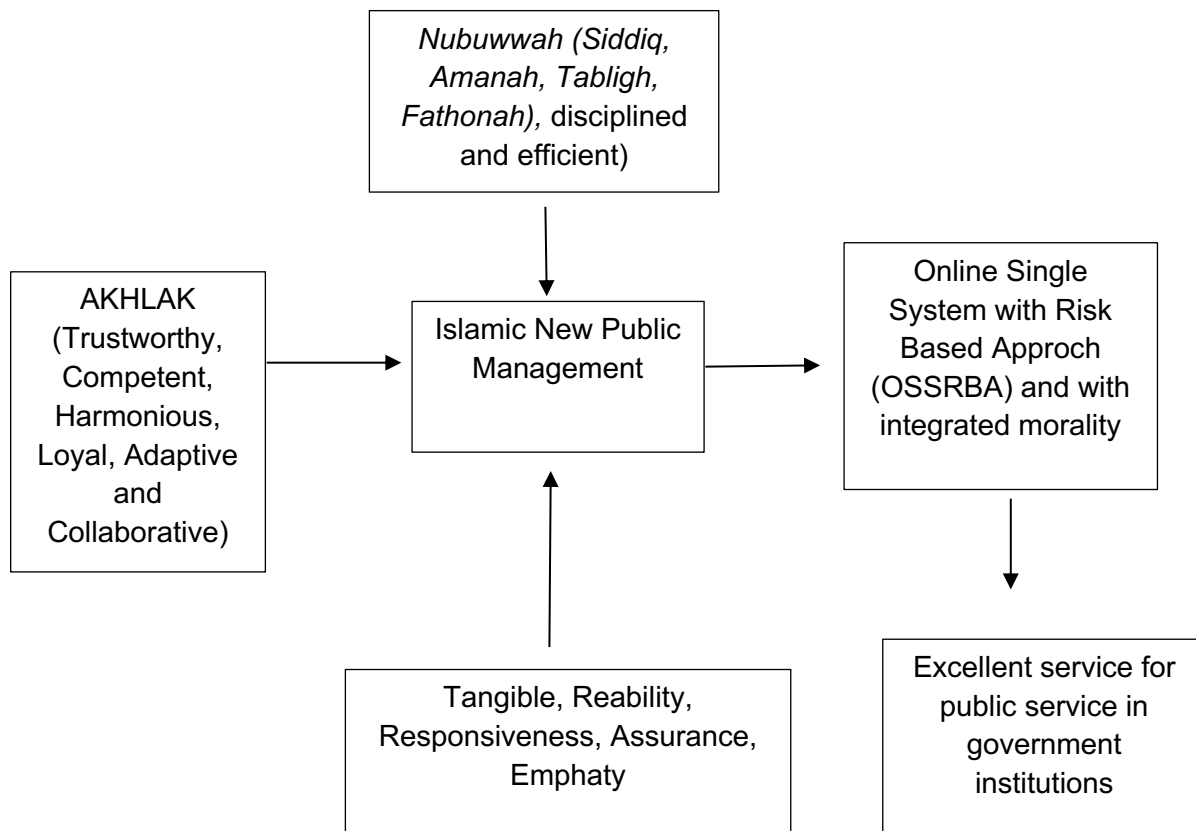 Nubuwwah (Siddiq,
Amanah, Tabligh,
Fathonah), disciplined
and efficient)
AKHLAK
(Trustworthy,
Competent,
Harmonious,
Loyal, Adaptive
and
Collaborative)
Islamic New Public
Management
Online Single
System with Risk
Based Approch
(OSSRBA) and with
integrated morality
Tangible, Reability,
Responsiveness, Assurance,
Emphaty
Excellent service for
public service in
government
institutions